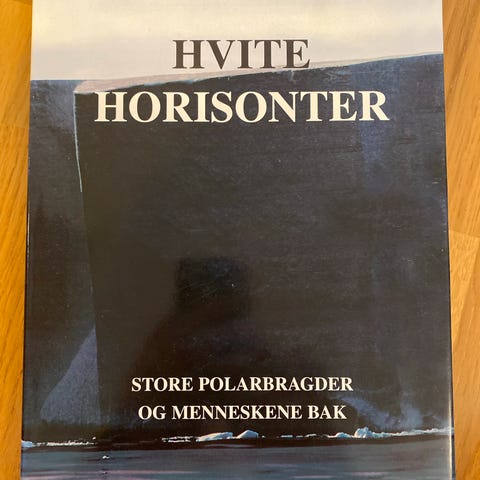 HVITE
HORISONTER
STORE POLARBRAGDER
OG MENNESKENE BAK